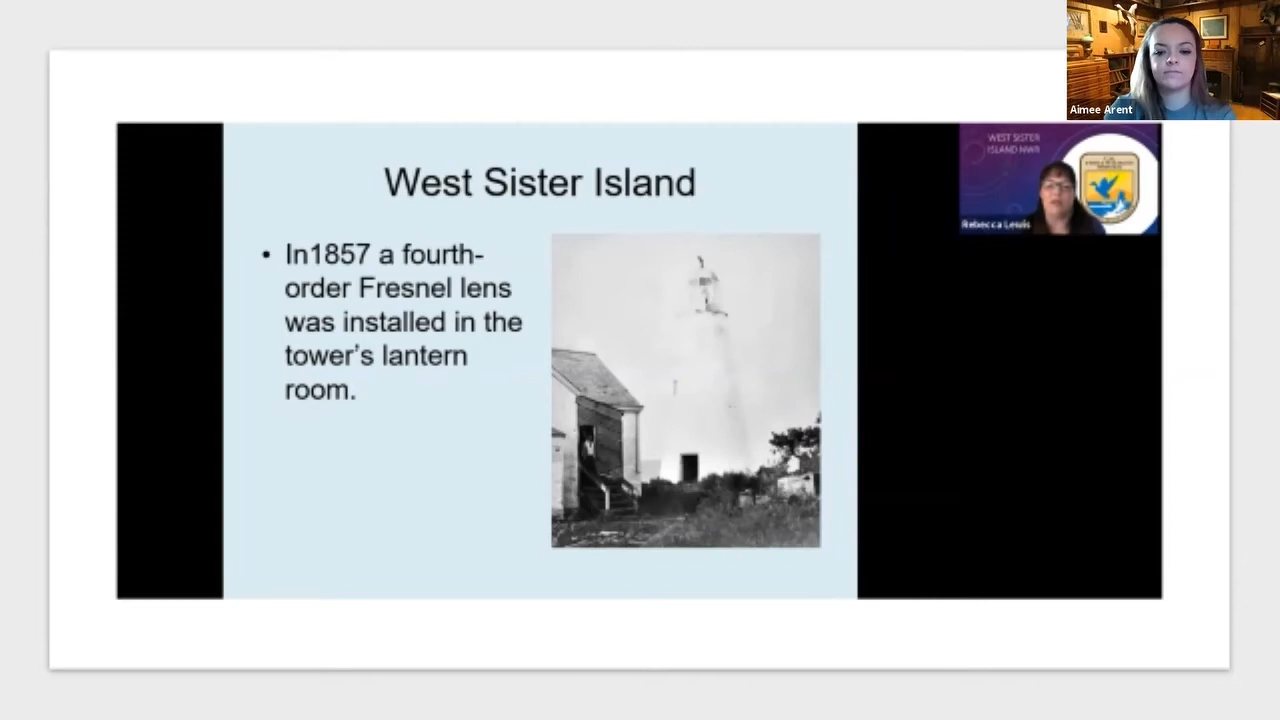 Aimee Arent
WEST SISTER
ISLAND NWR
Rebecca Lewis
West Sister Island
• In1857 a fourth-
order Fresnel lens
was installed in the
tower’s lantern
room.